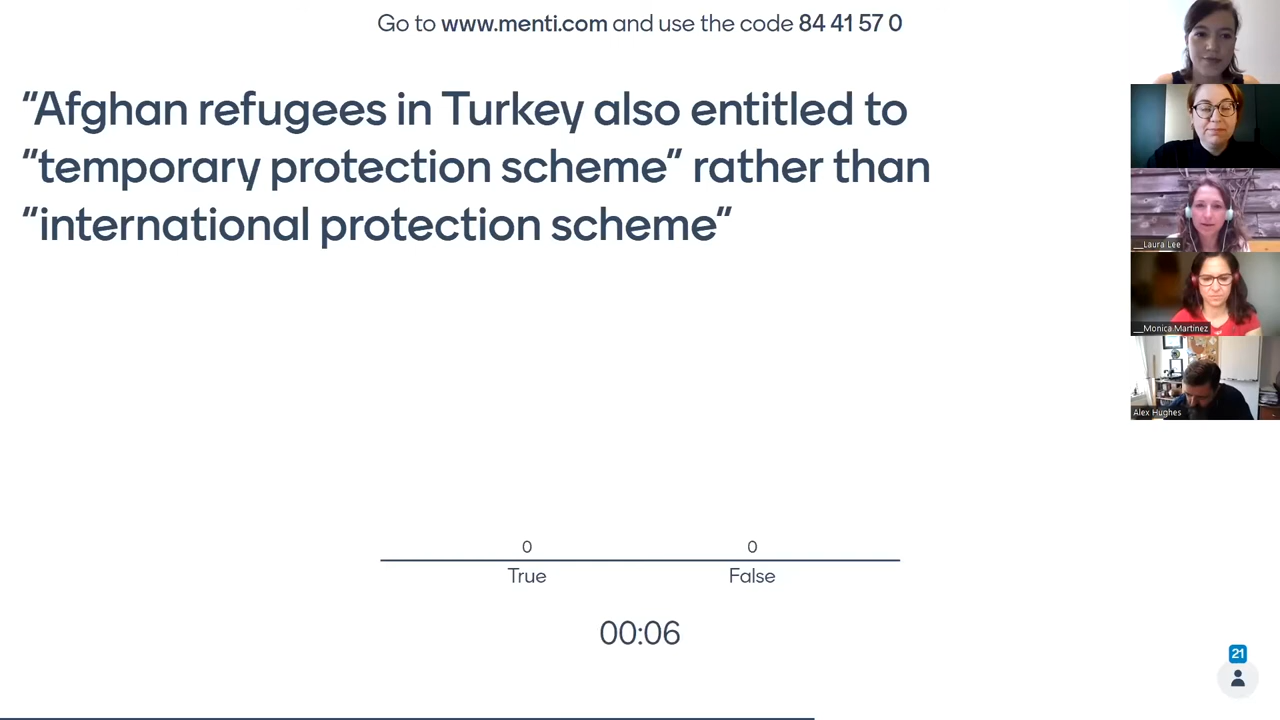 Go to www.menti.com and use the code 84 41 57 0
"Afghan refugees in Turkey also entitled to
"temporary protection scheme" rather than
"international protection scheme"
__Laura Lee
__Monica Martinez
Alex Hughes
0
0
True
False
00:06
21